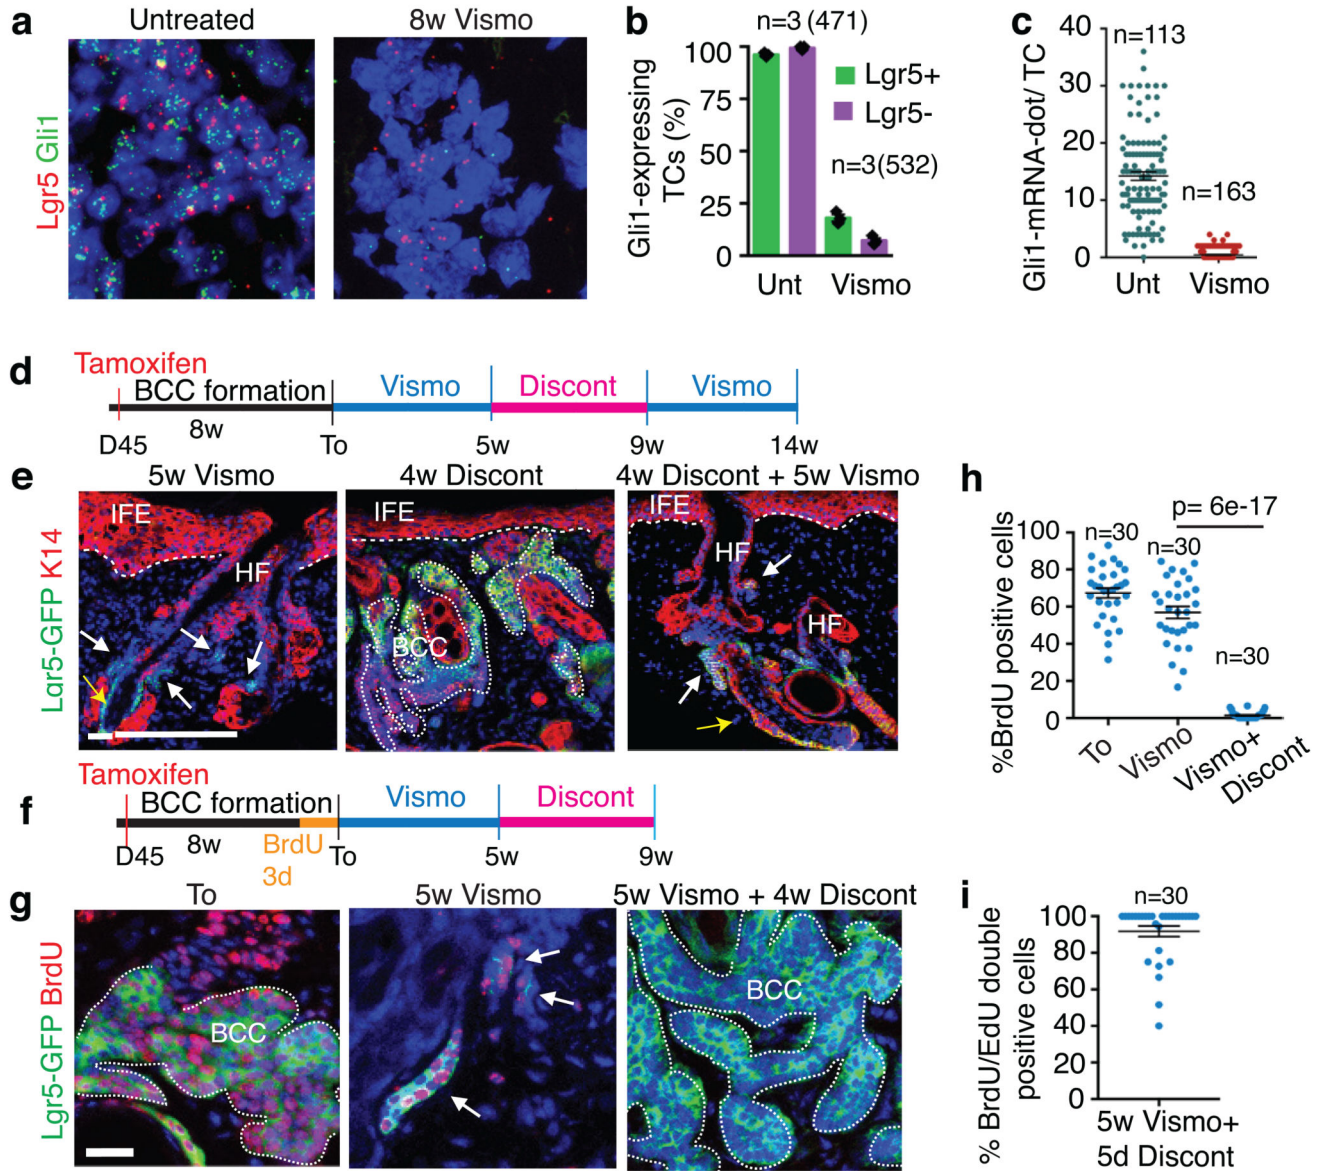 a
Untreated
8w Vismo
Lgr5 Gli1
b
n=3 (471)
Gli1-expressing
TCs (%)
100
75
50
25
0
Lgr5+
Lgr5-
n=3(532)
Unt
Vismo
c
Gli1-mRNA-dot/ TC
40
30
20
10
0
n=113
n=163
Unt
Vismo
d
Tamoxifen
BCC formation
Vismo
Discont
Vismo
D45
8w
To
5w
9w
14w
e
5w Vismo
4w Discont
4w Discont + 5w Vismo
Lgr5-GFP K14
IFE
HF
IFE
BCC
IFE
HF
HF
f
Tamoxifen
BCC formation
Vismo
Discont
D45
8w
BrdU
3d
To
5w
9w
g
To
5w Vismo
5w Vismo + 4w Discont
Lgr5-GFP BrdU
BCC
BCC
h
%BrdU positive cells
100
80
60
40
20
0
p= 6e-17
n=30
n=30
n=30
To
Vismo
Vismo+
Discont
i
% BrdU/EdU double
positive cells
n=30
100
80
60
40
20
0
5w Vismo+
5d Discont